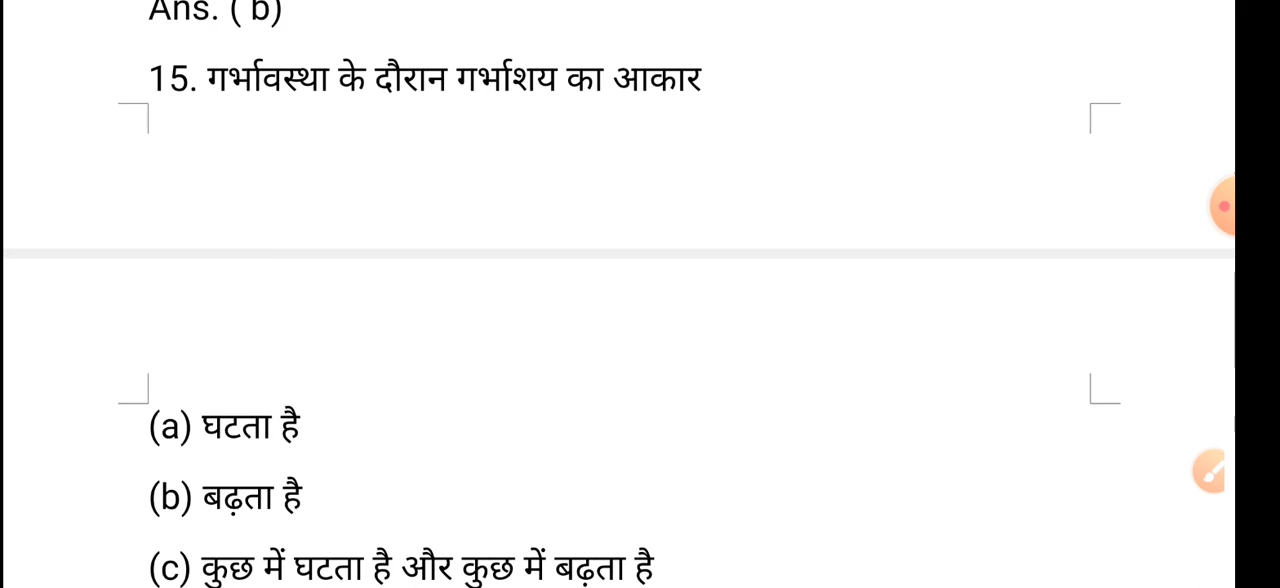 Ans. ( b)
15. गर्भावस्था के दौरान गर्भाशय का आकार
(a) घटता है
(b) बढ़ता है
(c) कुछ में घटता है और कुछ में बढ़ता है